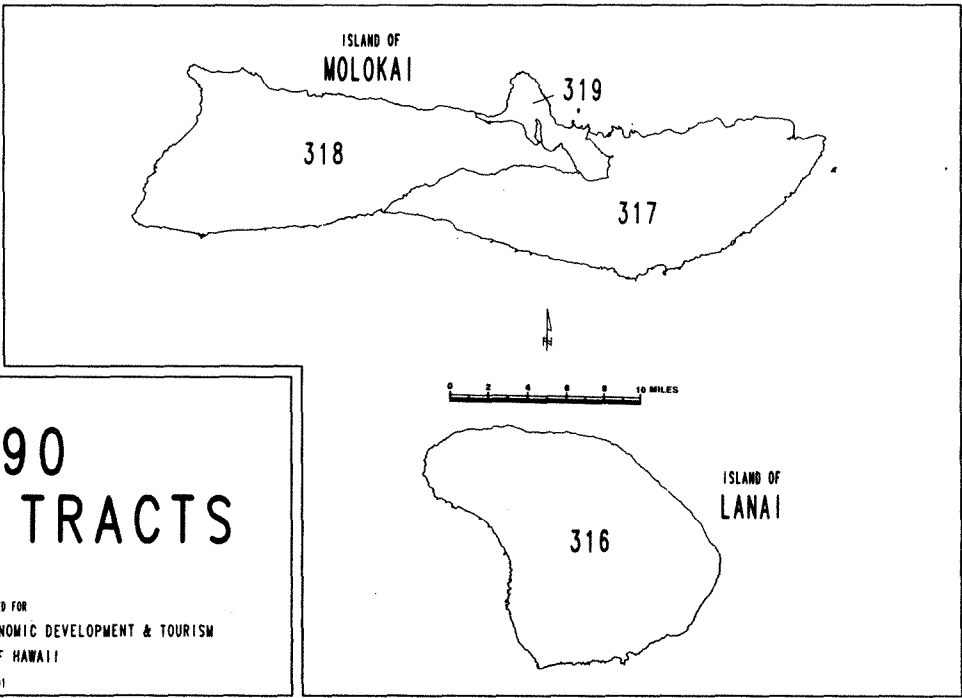 ISLAND OF
MOLOKAI
319
318
317
0 2 4 6 8 10 MILES
ISLAND OF
LANAI
316
90
TRACTS
D FOR
NOMIC DEVELOPMENT & TOURISM
F HAWAII